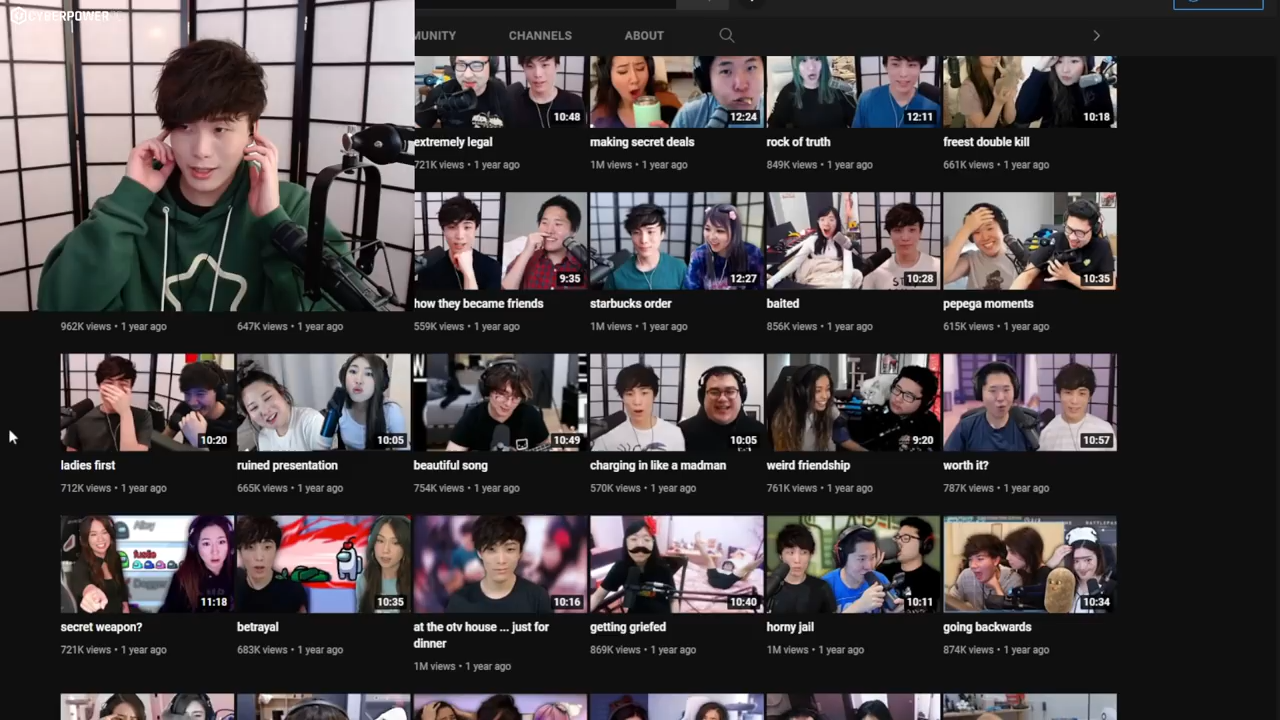 CYBERPOWERPC
MUNITY CHANNELS ABOUT
10:48 12:24 12:11 10:18
extremely legal making secret deals rock of truth freest double kill
721K views • 1 year ago 1M views • 1 year ago 849K views • 1 year ago 661K views • 1 year ago
9:35 12:27 10:28 10:35
how they became friends starbucks order baited pepega moments
962K views • 1 year ago 647K views • 1 year ago 559K views • 1 year ago 1M views • 1 year ago 856K views • 1 year ago 615K views • 1 year ago
10:20 10:05 10:49 10:05 9:20 10:57
ladies first ruined presentation beautiful song charging in like a madman weird friendship worth it?
712K views • 1 year ago 665K views • 1 year ago 754K views • 1 year ago 570K views • 1 year ago 761K views • 1 year ago 787K views • 1 year ago
11:18 10:35 10:16 10:40 10:11 10:34
secret weapon? betrayal at the otv house ... just for getting griefed horny jail going backwards
dinner
721K views • 1 year ago 683K views • 1 year ago 869K views • 1 year ago 1M views • 1 year ago 874K views • 1 year ago
1M views • 1 year ago